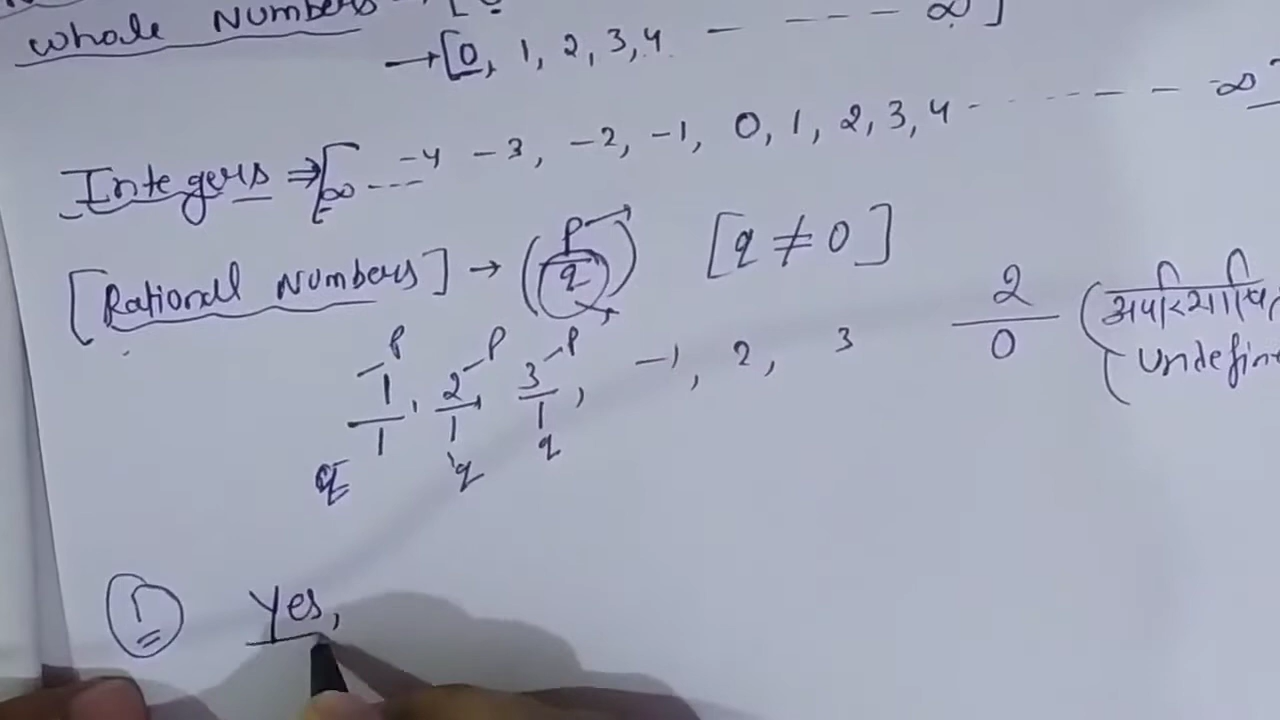 Whole Numbers → [
→ [0, 1, 2, 3, 4 — - - - - ∞]
Integers ⇒ [∞ - - - -4 -3, -2, -1, 0, 1, 2, 3, 4 - - - - - - - ∞
[Rational Numbers] → (p/q) [q ≠ 0]
p p p
1/1, 2/1, 3/1, -1, 2, 3 2/0
q q q
Undefin
① Yes,